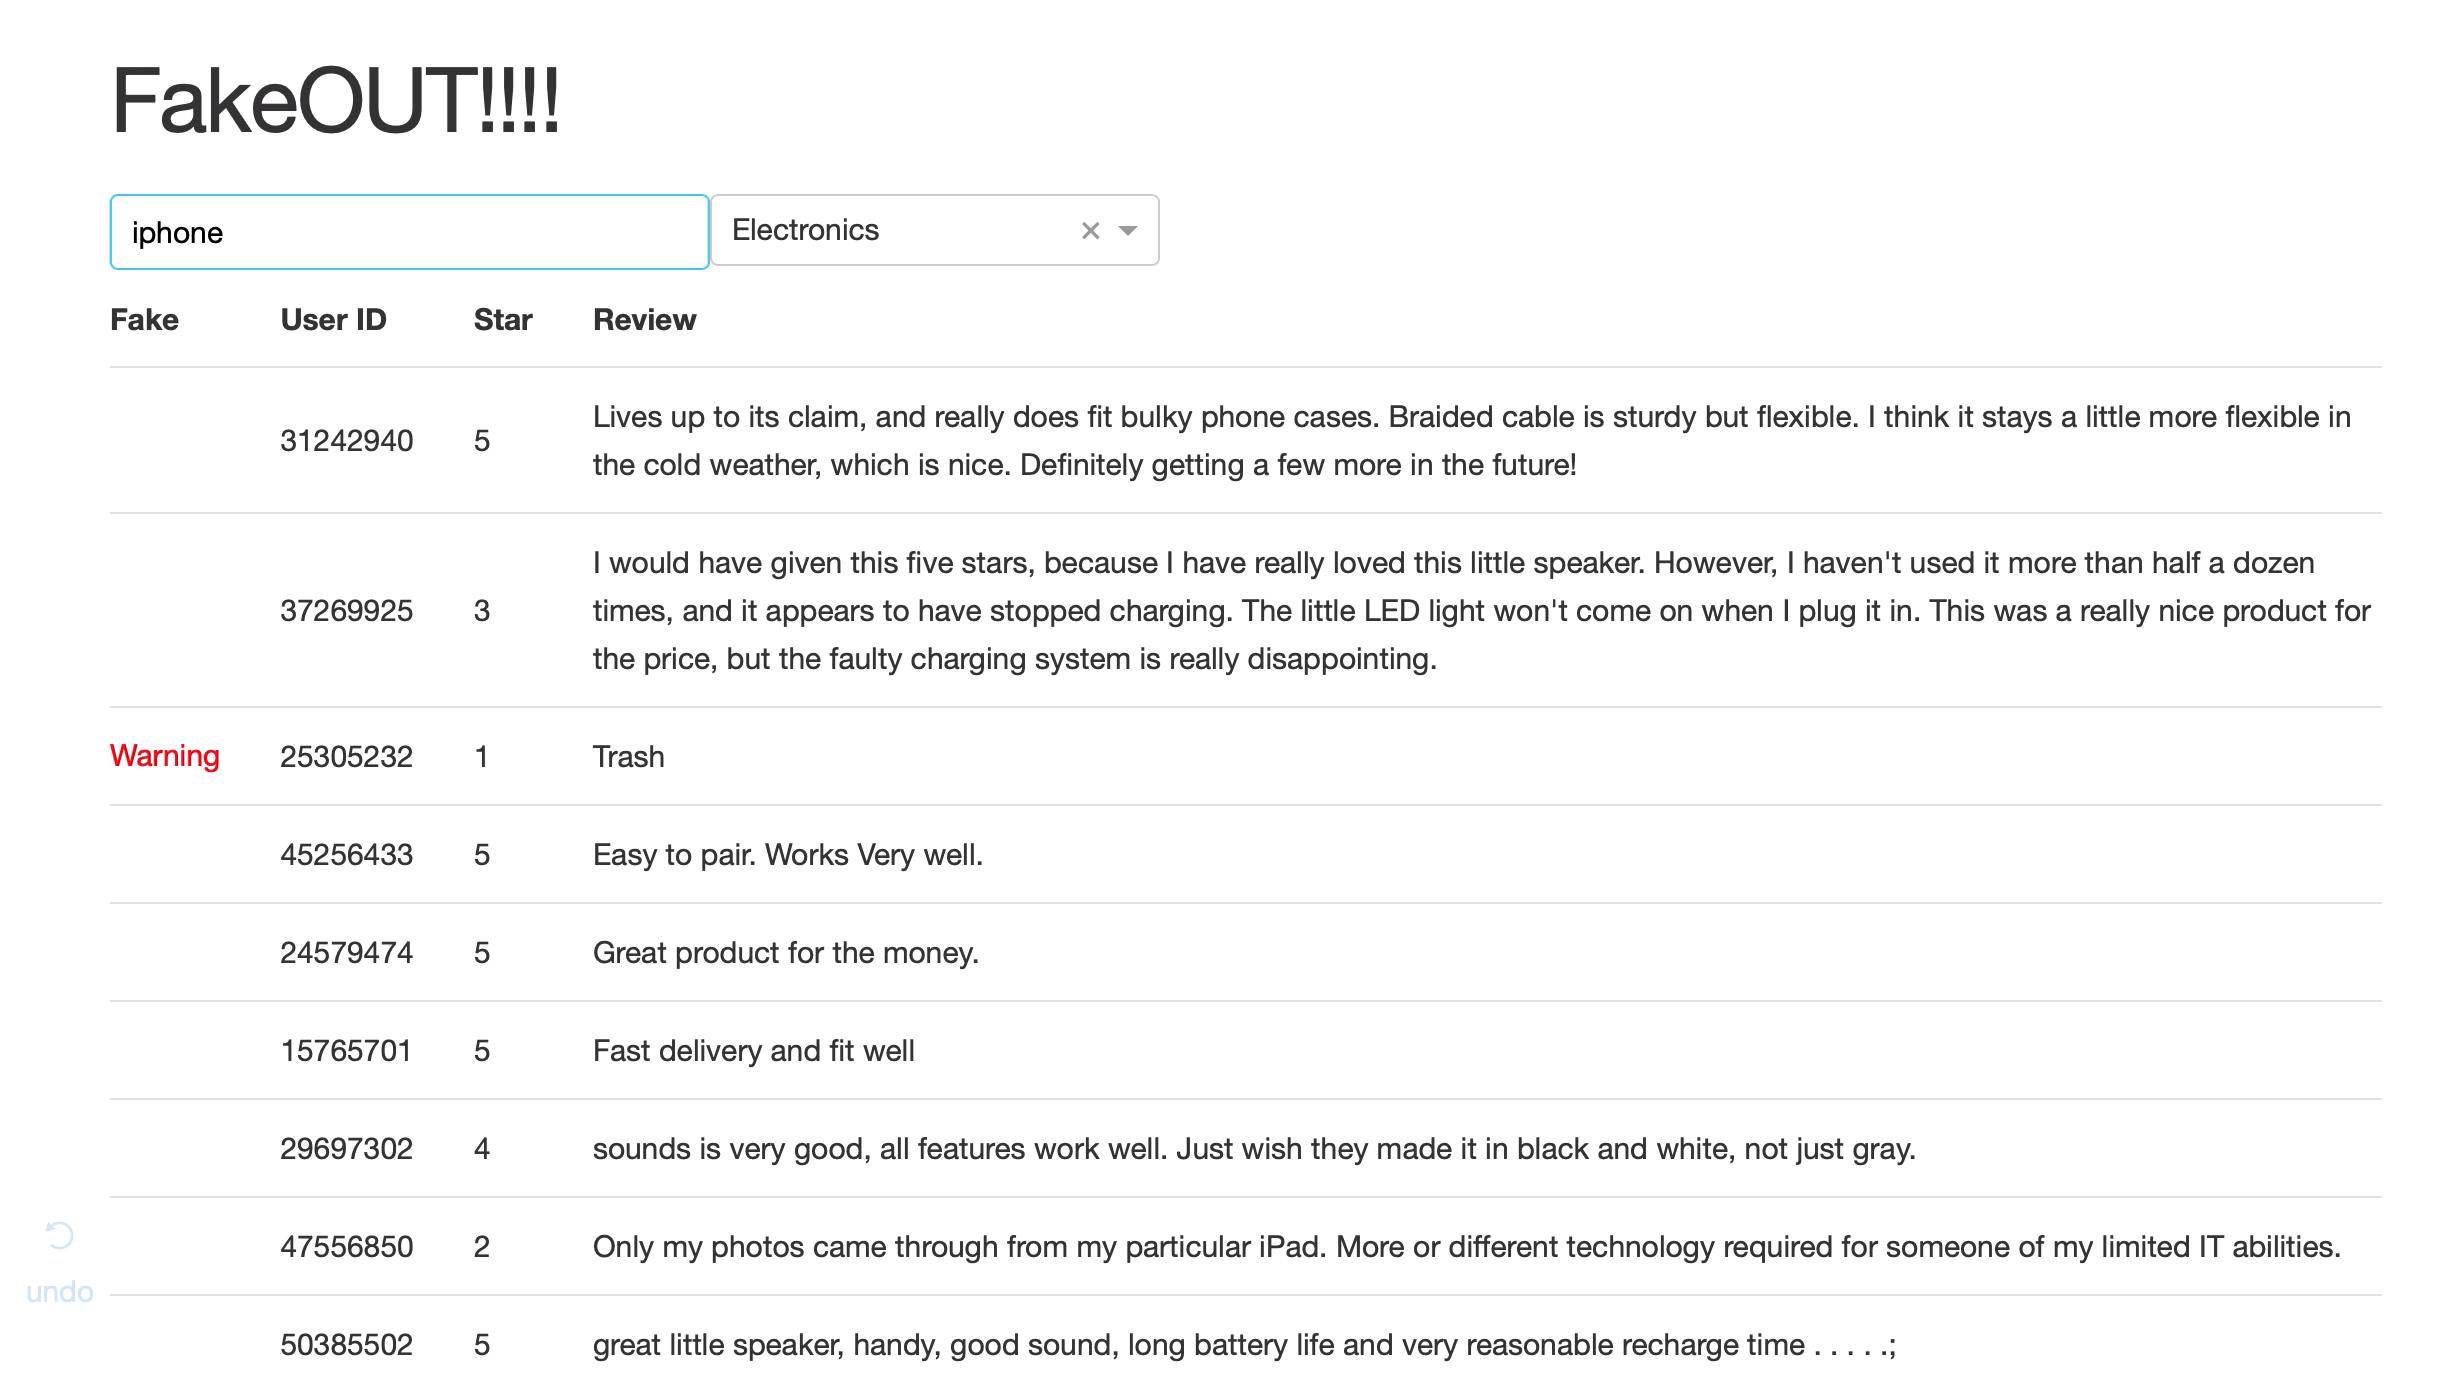 FakeOUT!!!!
iphone
Electronics
Fake User ID Star Review
31242940 5 Lives up to its claim, and really does fit bulky phone cases. Braided cable is sturdy but flexible. I think it stays a little more flexible in
the cold weather, which is nice. Definitely getting a few more in the future!
37269925 3 I would have given this five stars, because I have really loved this little speaker. However, I haven't used it more than half a dozen
times, and it appears to have stopped charging. The little LED light won't come on when I plug it in. This was a really nice product for
the price, but the faulty charging system is really disappointing.
Warning 25305232 1 Trash
45256433 5 Easy to pair. Works Very well.
24579474 5 Great product for the money.
15765701 5 Fast delivery and fit well
29697302 4 sounds is very good, all features work well. Just wish they made it in black and white, not just gray.
47556850 2 Only my photos came through from my particular iPad. More or different technology required for someone of my limited IT abilities.
undo
50385502 5 great little speaker, handy, good sound, long battery life and very reasonable recharge time . . . . .;